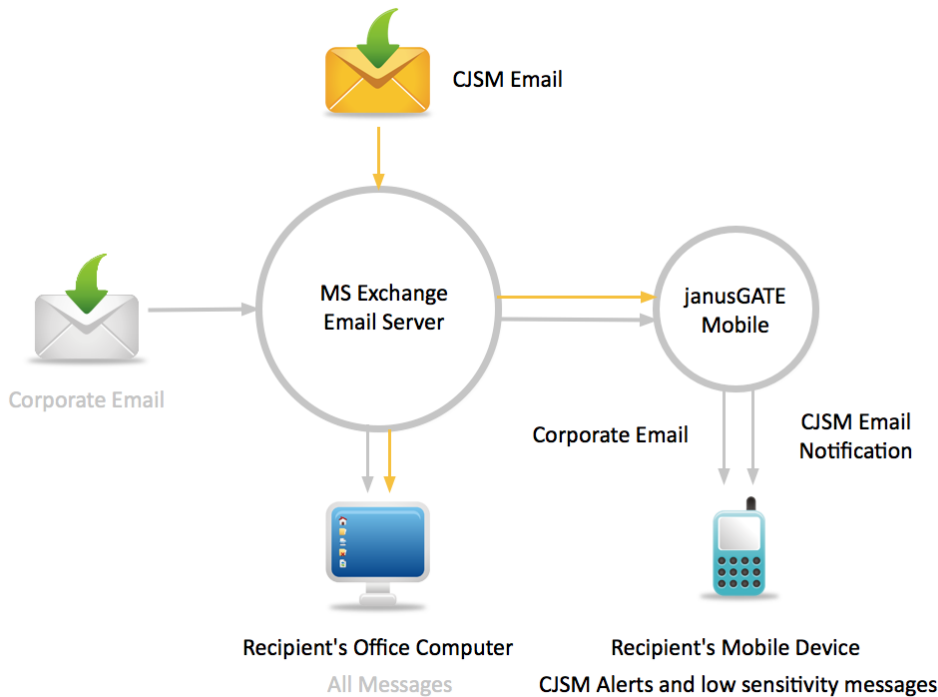 CJSM Email
MS Exchange
Email Server
janusGATE
Mobile
Corporate Email
Corporate Email
CJSM Email
Notification
Recipient's Office Computer
All Messages
Recipient's Mobile Device
CJSM Alerts and low sensitivity messages